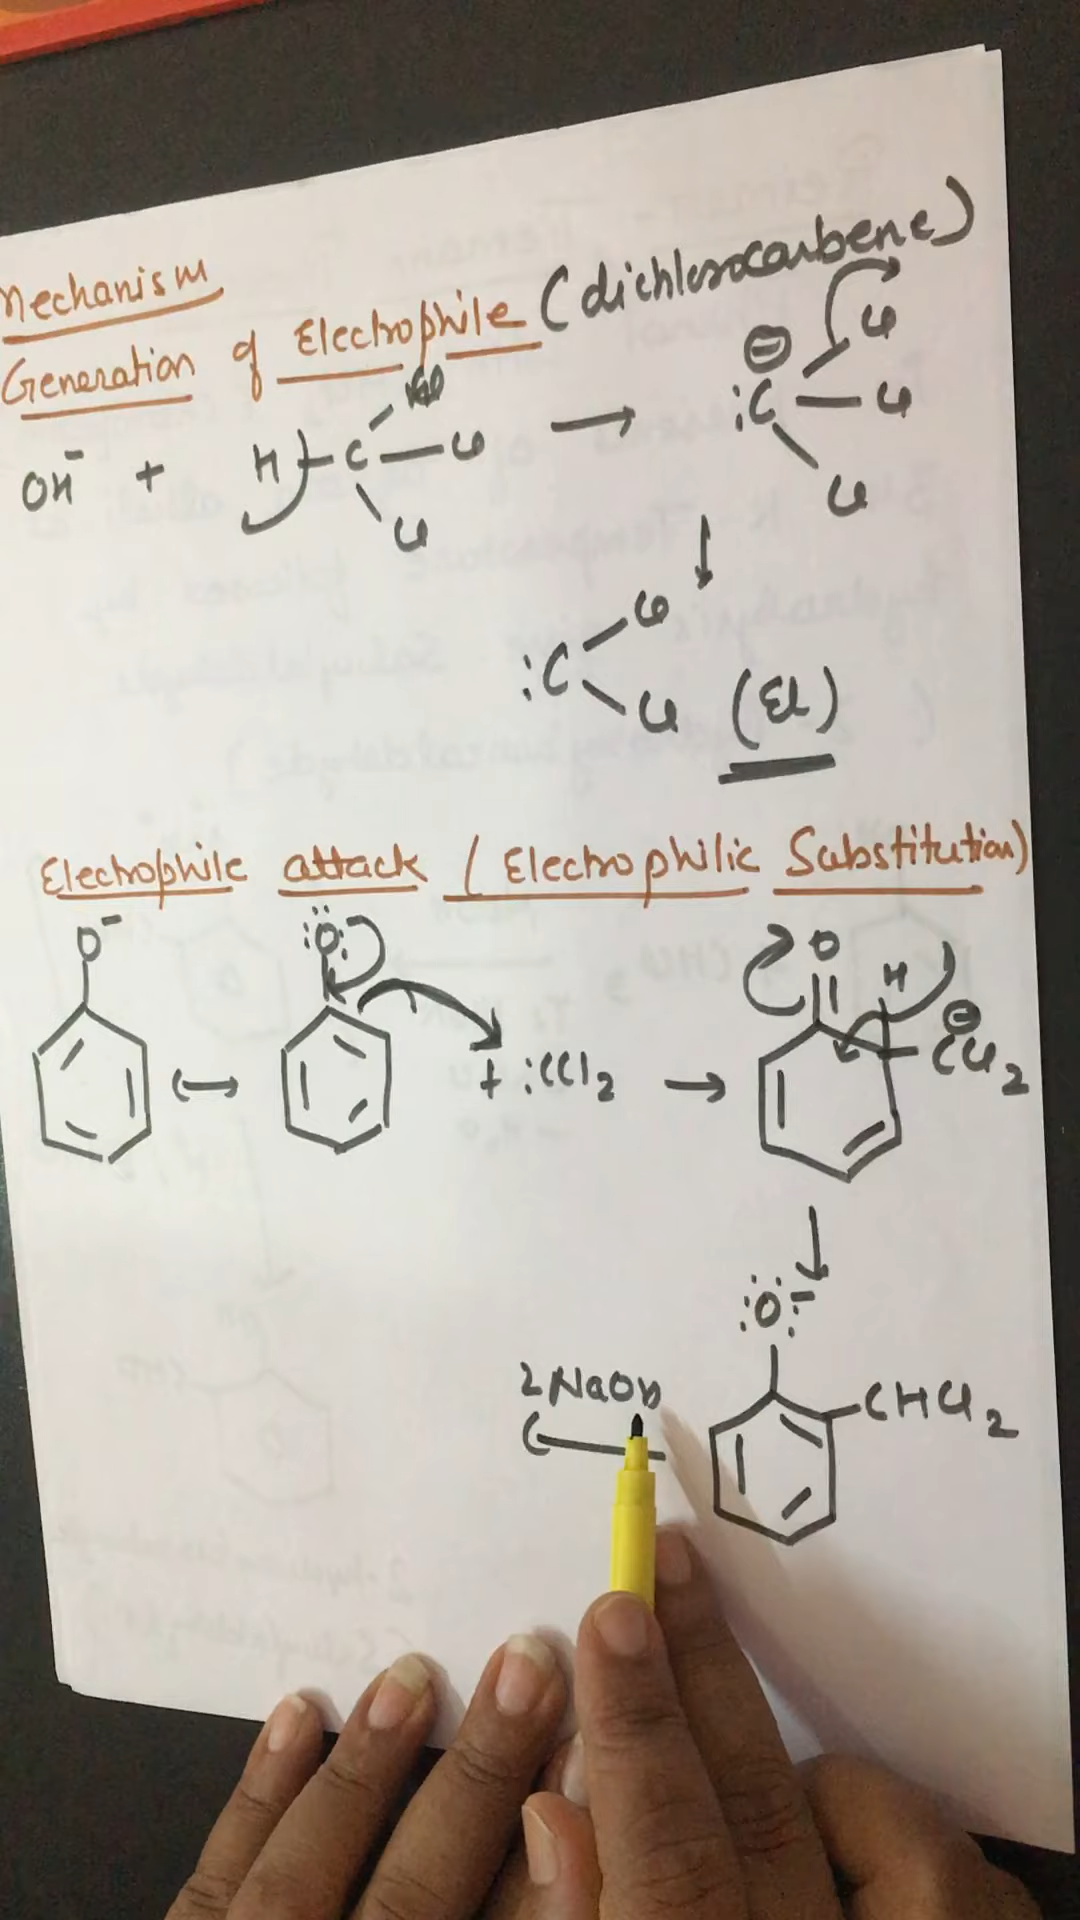 Mechanism
Generation of Electrophile (dichlorocarbene)
OH⁻ + H C Cl Cl Cl → ⊖ :C Cl Cl Cl
↓
:C Cl Cl (El)
Electrophile attack (Electrophilic Substitution)
O⁻ ↔ :Ö: + :CCl2 → O H ⊖ CCl2
↓
:Ö:⁻
2NaOH CHCl2